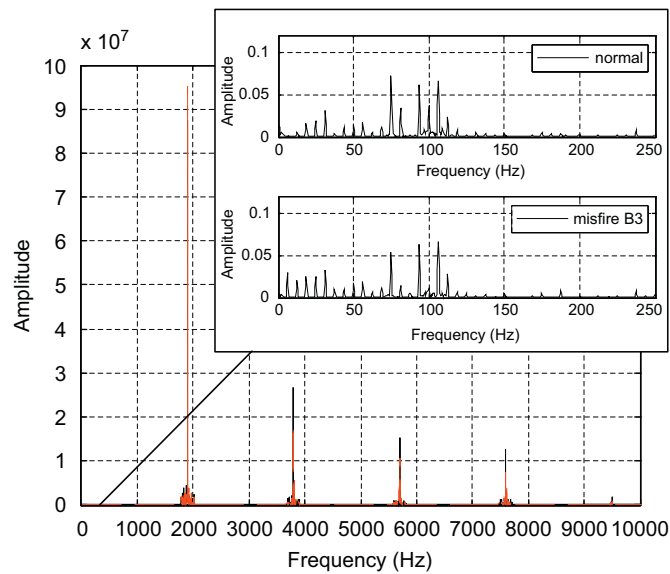 x 10⁷
10
9
8
7
6
5
4
3
2
1
0
Amplitude
0 1000 2000 3000 4000 5000 6000 7000 8000 9000 10000
Frequency (Hz)
0.1
0.05
0
Amplitude
normal
0 50 100 150 200 250
Frequency (Hz)
0.1
0.05
0
Amplitude
misfire B3
0 50 100 150 200 250
Frequency (Hz)